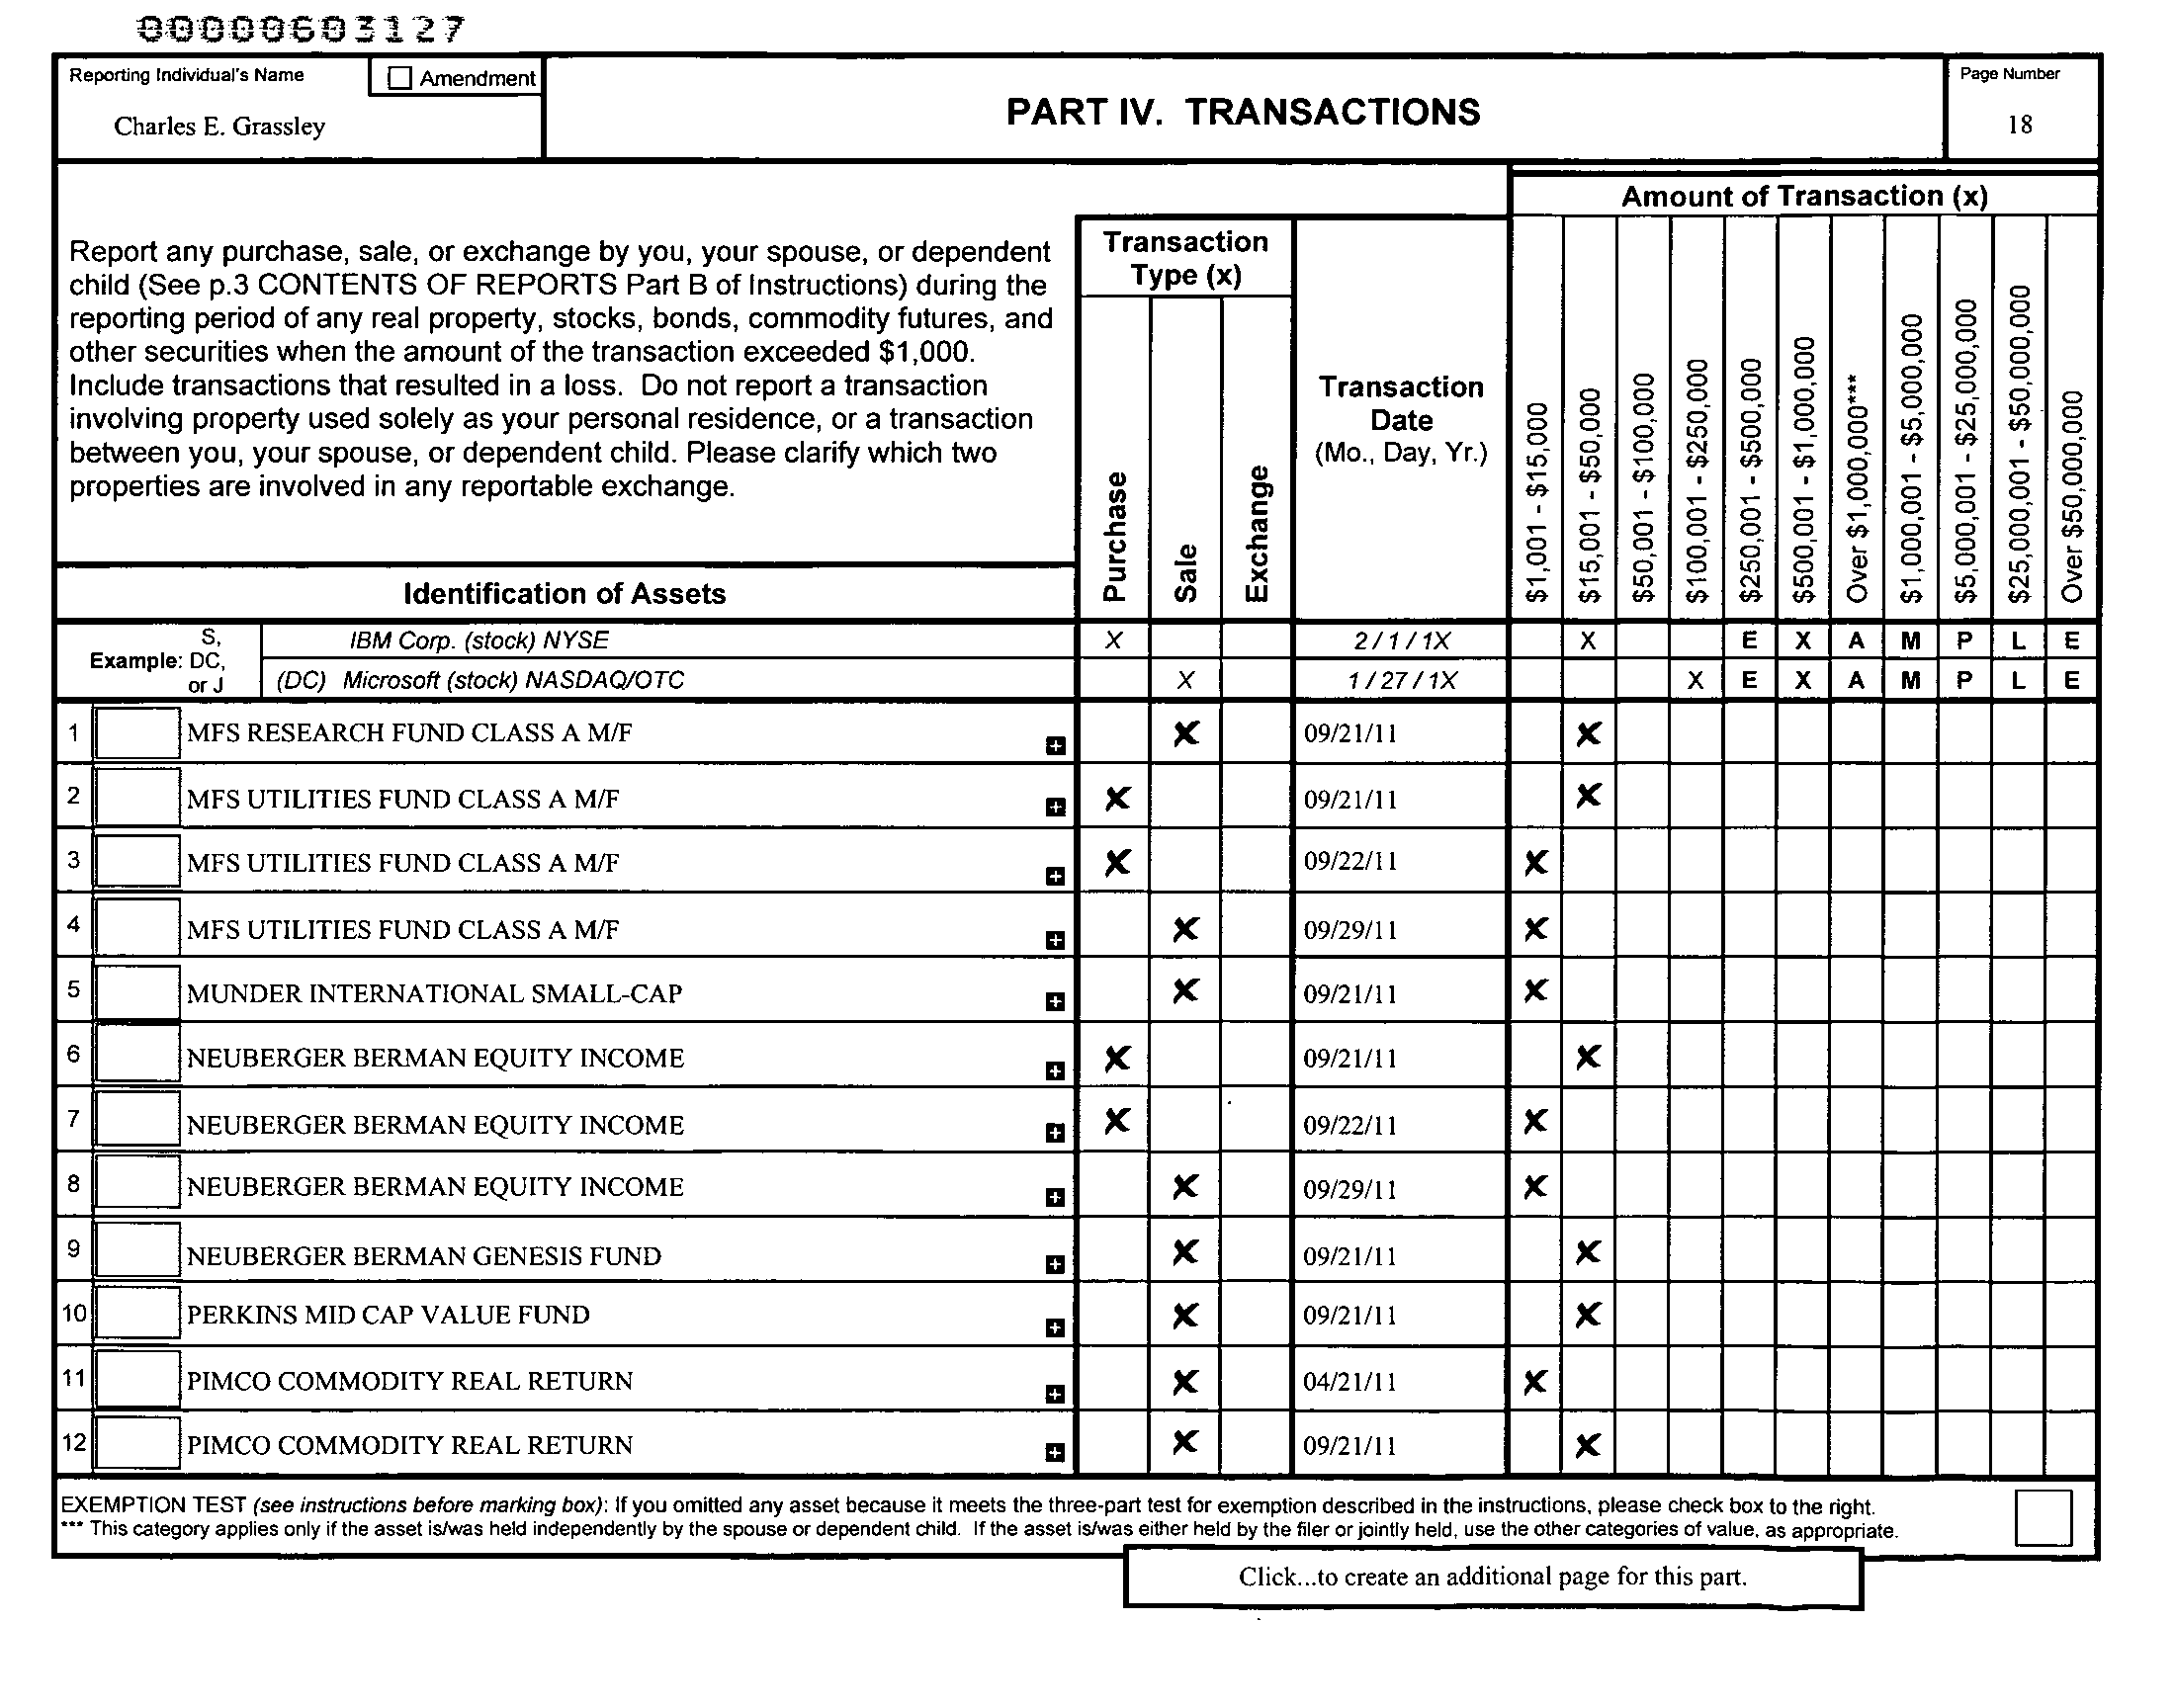 00000603127
Reporting Individual's Name
Amendment
Charles E. Grassley
PART IV. TRANSACTIONS
Page Number
18
Report any purchase, sale, or exchange by you, your spouse, or dependent
child (See p.3 CONTENTS OF REPORTS Part B of Instructions) during the
reporting period of any real property, stocks, bonds, commodity futures, and
other securities when the amount of the transaction exceeded $1,000.
Include transactions that resulted in a loss. Do not report a transaction
involving property used solely as your personal residence, or a transaction
between you, your spouse, or dependent child. Please clarify which two
properties are involved in any reportable exchange.
Identification of Assets
Transaction
Type (x)
Purchase
Sale
Exchange
Transaction
Date
(Mo., Day, Yr.)
Amount of Transaction (x)
$1,001 - $15,000
$15,001 - $50,000
$50,001 - $100,000
$100,001 - $250,000
$250,001 - $500,000
$500,001 - $1,000,000
Over $1,000,000***
$1,000,001 - $5,000,000
$5,000,001 - $25,000,000
$25,000,001 - $50,000,000
Over $50,000,000
Example: S, DC, or J
IBM Corp. (stock) NYSE X 2 / 1 / 1X X E X A M P L E
(DC) Microsoft (stock) NASDAQ/OTC X 1 / 27 / 1X X E X A M P L E
1 MFS RESEARCH FUND CLASS A M/F X 09/21/11 X
2 MFS UTILITIES FUND CLASS A M/F X 09/21/11 X
3 MFS UTILITIES FUND CLASS A M/F X 09/22/11 X
4 MFS UTILITIES FUND CLASS A M/F X 09/29/11 X
5 MUNDER INTERNATIONAL SMALL-CAP X 09/21/11 X
6 NEUBERGER BERMAN EQUITY INCOME X 09/21/11 X
7 NEUBERGER BERMAN EQUITY INCOME X 09/22/11 X
8 NEUBERGER BERMAN EQUITY INCOME X 09/29/11 X
9 NEUBERGER BERMAN GENESIS FUND X 09/21/11 X
10 PERKINS MID CAP VALUE FUND X 09/21/11 X
11 PIMCO COMMODITY REAL RETURN X 04/21/11 X
12 PIMCO COMMODITY REAL RETURN X 09/21/11 X
EXEMPTION TEST (see instructions before marking box): If you omitted any asset because it meets the three-part test for exemption described in the instructions, please check box to the right.
*** This category applies only if the asset is/was held independently by the spouse or dependent child. If the asset is/was either held by the filer or jointly held, use the other categories of value, as appropriate.
Click...to create an additional page for this part.